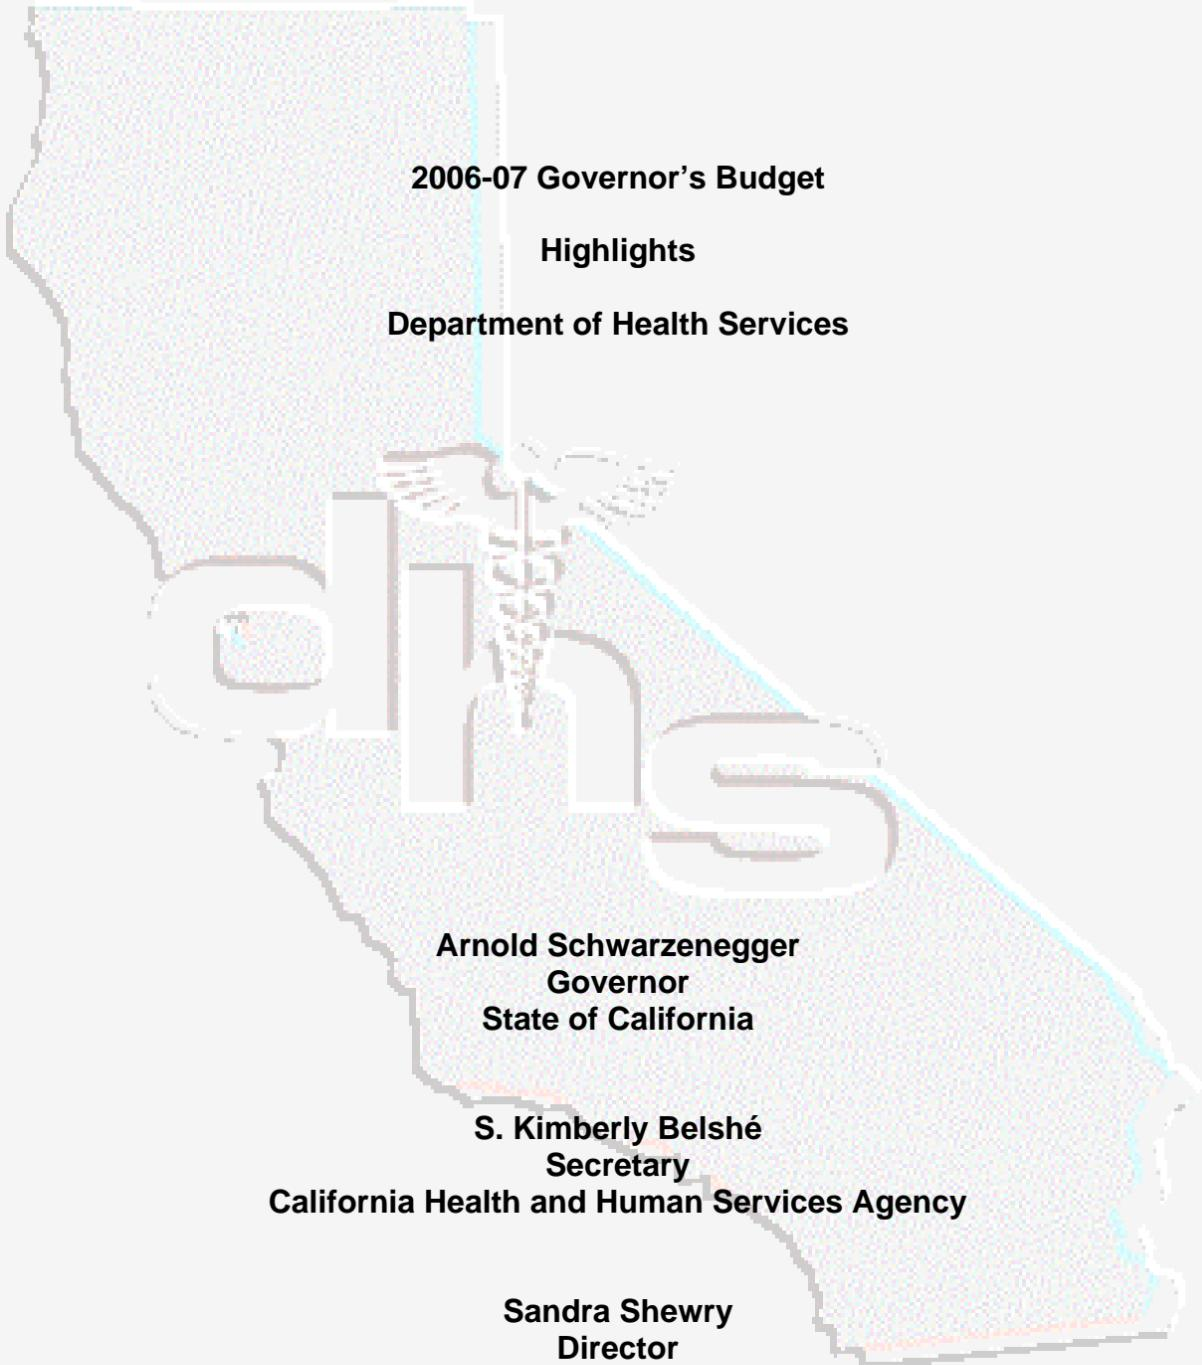 2006-07 Governor's Budget
Highlights
Department of Health Services
dhs
Arnold Schwarzenegger
Governor
State of California
S. Kimberly Belshé
Secretary
California Health and Human Services Agency
Sandra Shewry
Director